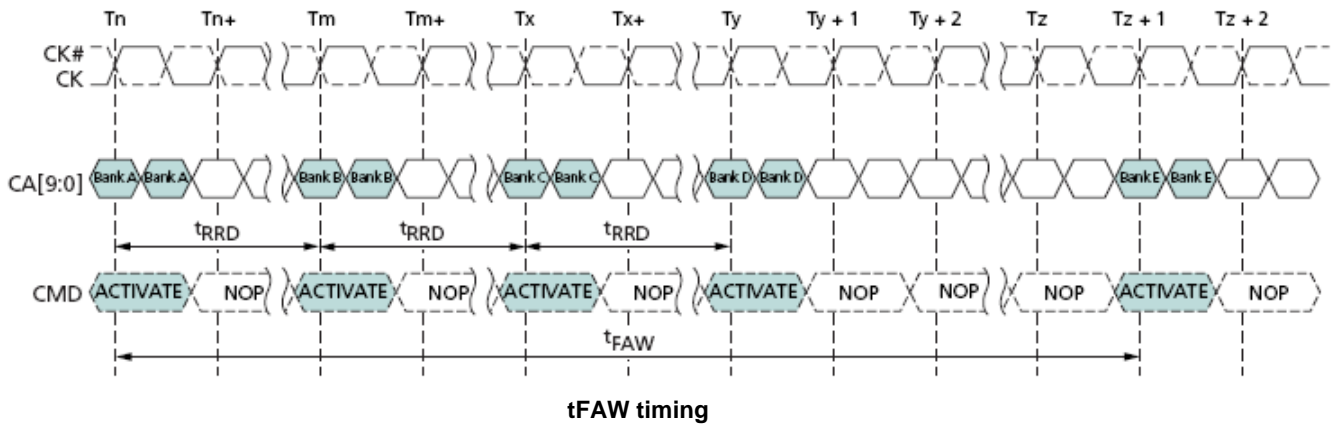 Tn Tn+ Tm Tm+ Tx Tx+ Ty Ty + 1 Ty + 2 Tz Tz + 1 Tz + 2
CK#
CK
CA[9:0] Bank A Bank A Bank B Bank B Bank C Bank C Bank D Bank D Bank E Bank E
tRRD tRRD tRRD
CMD ACTIVATE NOP ACTIVATE NOP ACTIVATE NOP ACTIVATE NOP NOP NOP ACTIVATE NOP
tFAW
tFAW timing